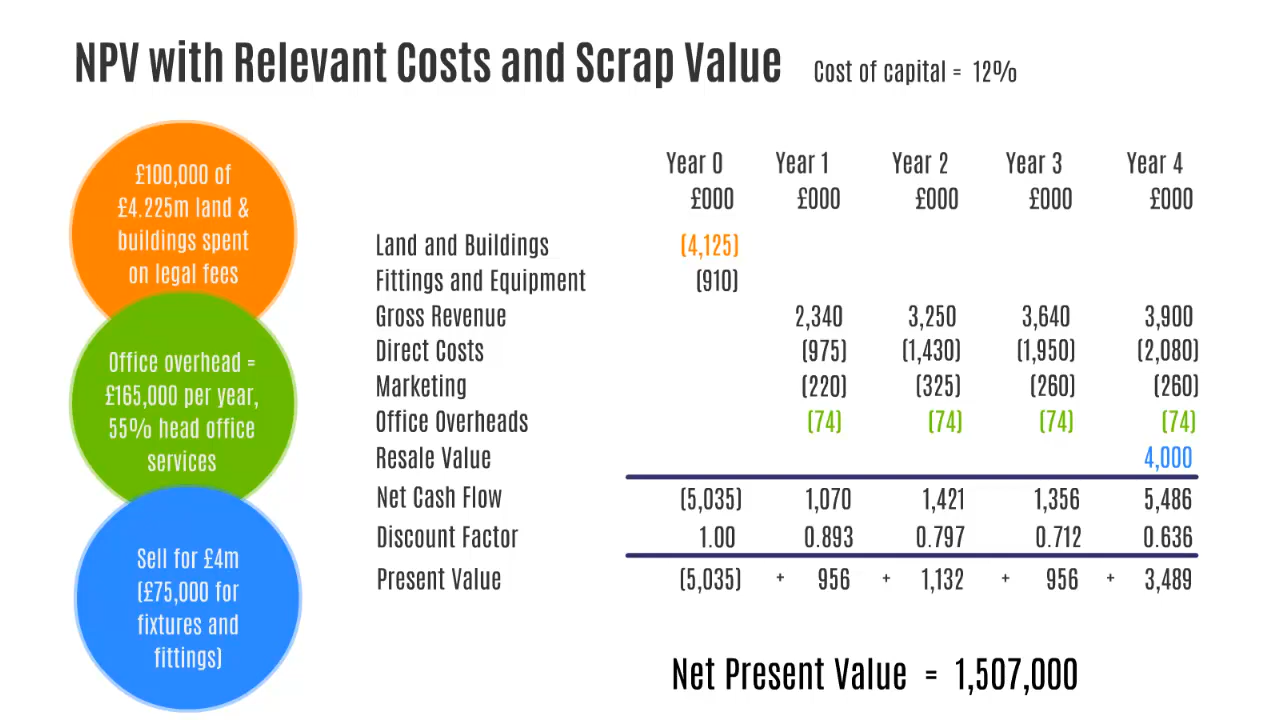 NPV with Relevant Costs and Scrap Value Cost of capital = 12%
£100,000 of
£4.225m land &
buildings spent
on legal fees
Office overhead =
£165,000 per year,
55% head office
services
Sell for £4m
(£75,000 for
fixtures and
fittings)
Year 0 Year 1 Year 2 Year 3 Year 4
£000 £000 £000 £000 £000
Land and Buildings (4,125)
Fittings and Equipment (910)
Gross Revenue 2,340 3,250 3,640 3,900
Direct Costs (975) (1,430) (1,950) (2,080)
Marketing (220) (325) (260) (260)
Office Overheads (74) (74) (74) (74)
Resale Value 4,000
Net Cash Flow (5,035) 1,070 1,421 1,356 5,486
Discount Factor 1.00 0.893 0.797 0.712 0.636
Present Value (5,035) + 956 + 1,132 + 956 + 3,489
Net Present Value = 1,507,000